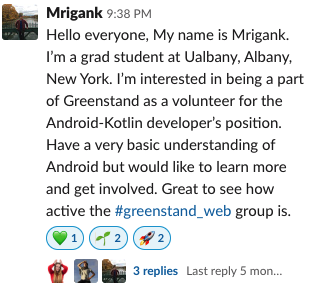 Mrigank 9:38 PM
Hello everyone, My name is Mrigank.
I'm a grad student at Ualbany, Albany,
New York. I'm interested in being a part
of Greenstand as a volunteer for the
Android-Kotlin developer's position.
Have a very basic understanding of
Android but would like to learn more
and get involved. Great to see how
active the #greenstand_web group is.
1 2 2
3 replies Last reply 5 mon...